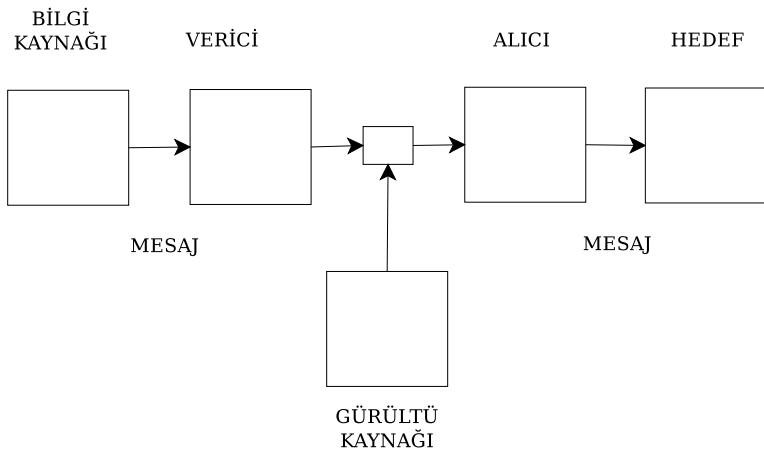 BİLGİ
KAYNAĞI
VERİCİ
ALICI
HEDEF
MESAJ
MESAJ
GÜRÜLTÜ
KAYNAĞI